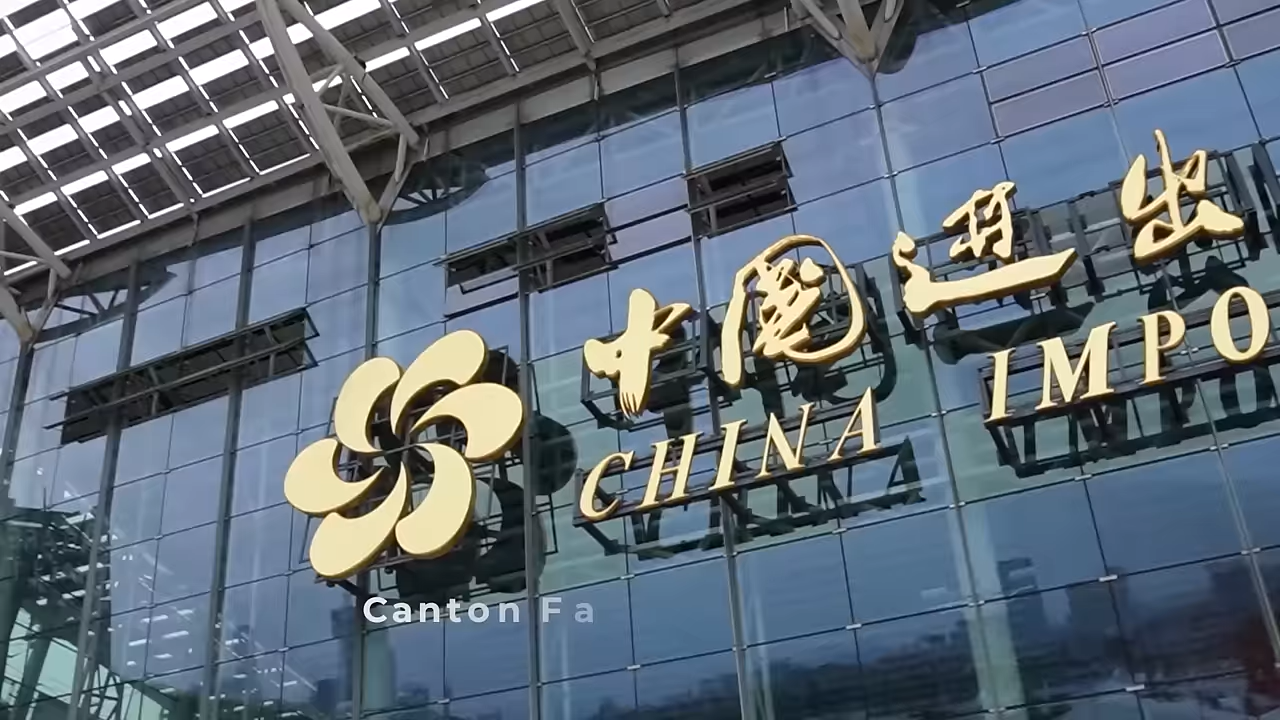 中国进出
CHINA IMPO
Canton Fa